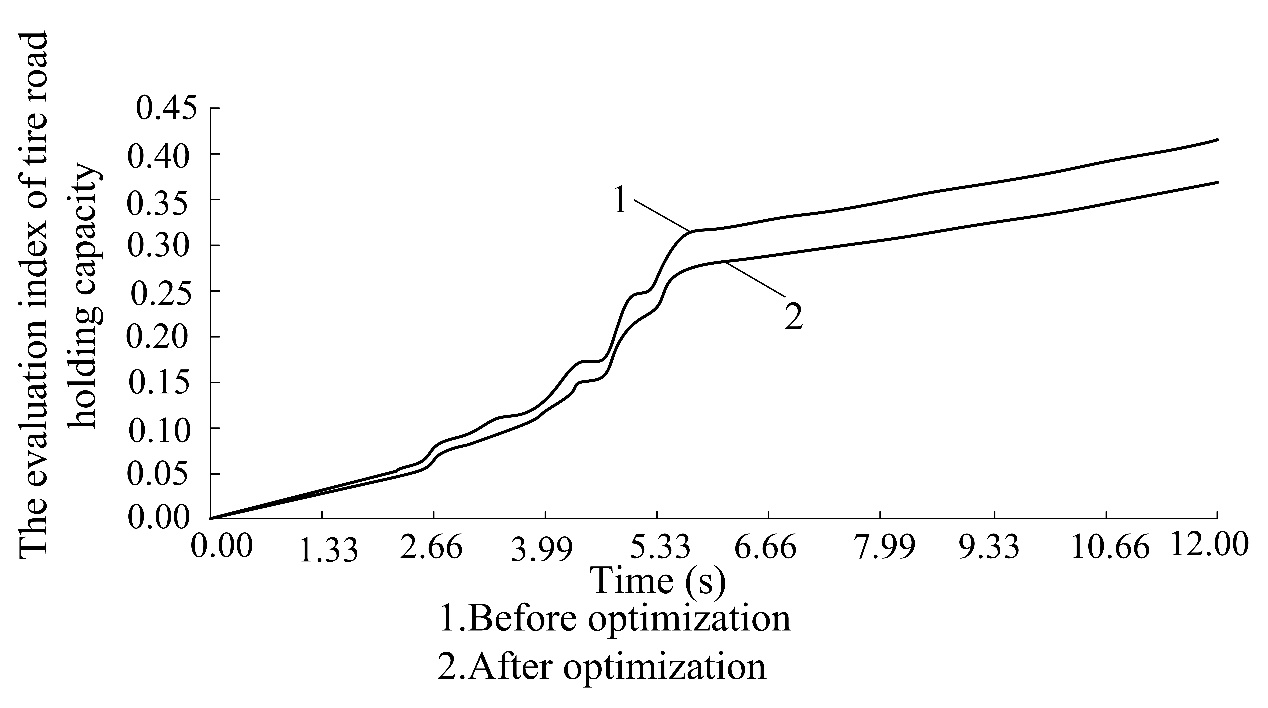 The evaluation index of tire road
holding capacity
0.45
0.40
0.35
0.30
0.25
0.20
0.15
0.10
0.05
0.00
1
2
0.00 1.33 2.66 3.99 5.33 6.66 7.99 9.33 10.66 12.00
Time (s)
1.Before optimization
2.After optimization